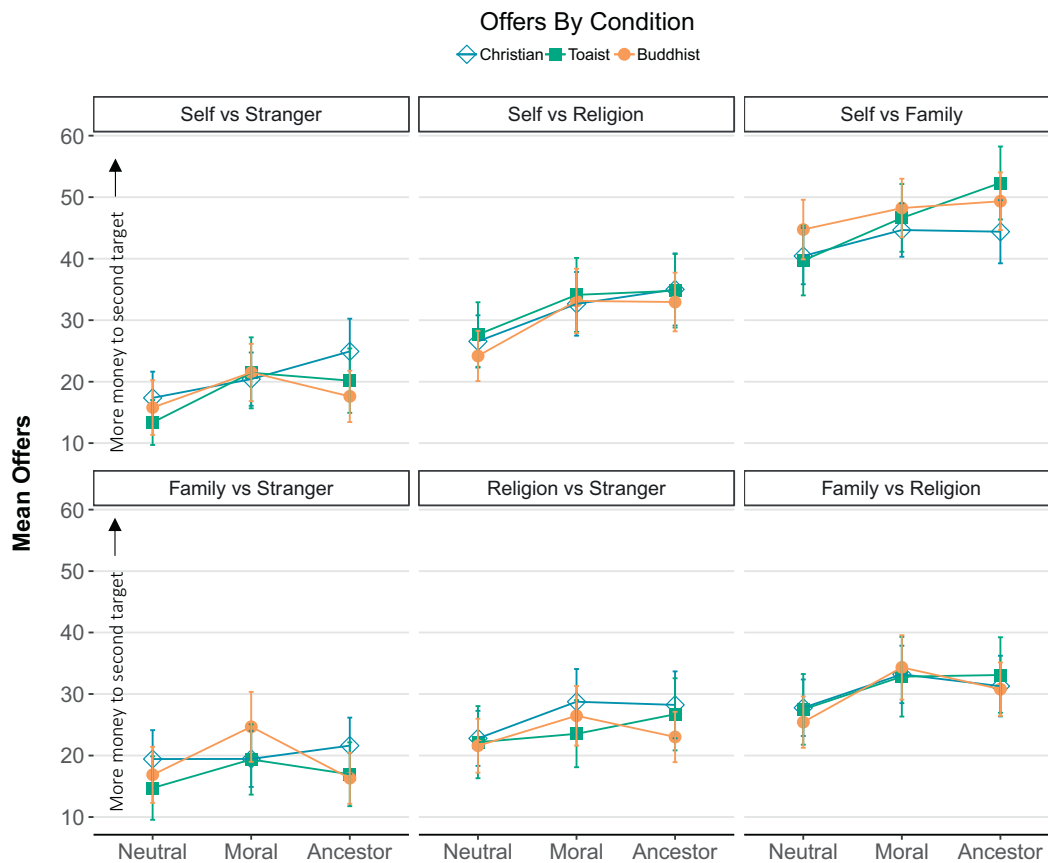 Offers By Condition
Christian Toaist Buddhist
Self vs Stranger Self vs Religion Self vs Family
60
50
40
30
20
10
More money to second target
Mean Offers
Family vs Stranger Religion vs Stranger Family vs Religion
60
50
40
30
20
10
More money to second target
Neutral Moral Ancestor Neutral Moral Ancestor Neutral Moral Ancestor